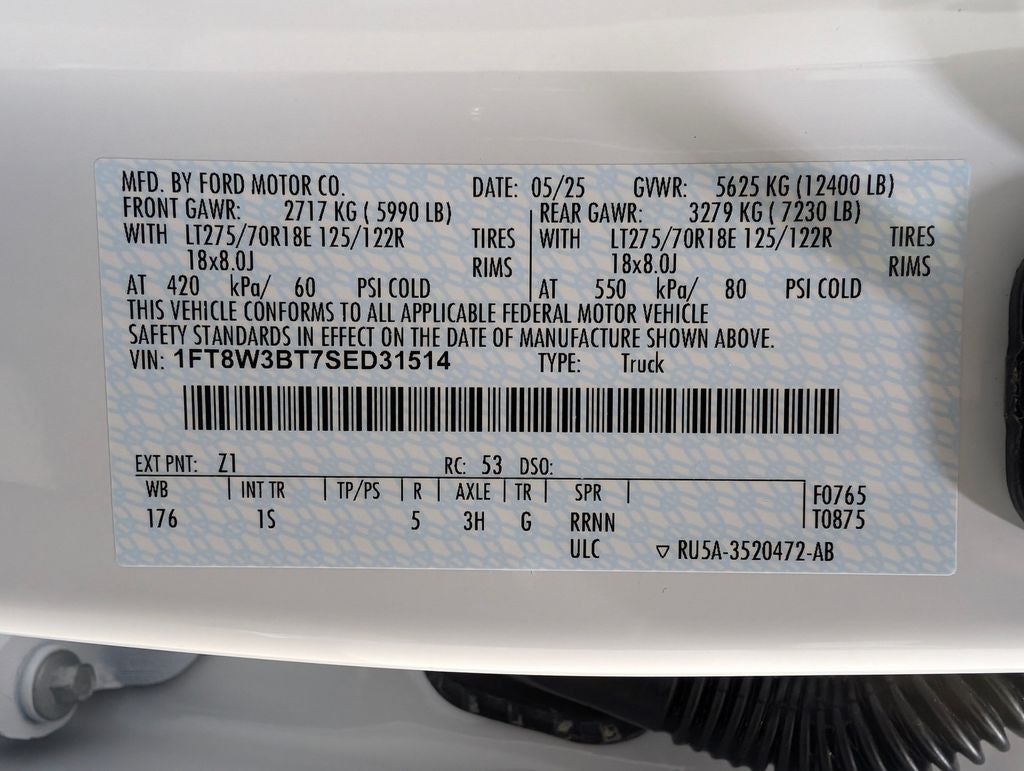 MFD. BY FORD MOTOR CO. DATE: 05/25 GVWR: 5625 KG (12400 LB)
FRONT GAWR: 2717 KG ( 5990 LB) REAR GAWR: 3279 KG ( 7230 LB)
WITH LT275/70R18E 125/122R TIRES WITH LT275/70R18E 125/122R TIRES
18x8.0J RIMS 18x8.0J RIMS
AT 420 kPa/ 60 PSI COLD AT 550 kPa/ 80 PSI COLD
THIS VEHICLE CONFORMS TO ALL APPLICABLE FEDERAL MOTOR VEHICLE
SAFETY STANDARDS IN EFFECT ON THE DATE OF MANUFACTURE SHOWN ABOVE.
VIN: 1FT8W3BT7SED31514 TYPE: Truck
EXT PNT: Z1 RC: 53 DSO:
WB INT TR TP/PS R AXLE TR SPR F0765
176 1S 5 3H G RRNN T0875
ULC ▽ RU5A-3520472-AB